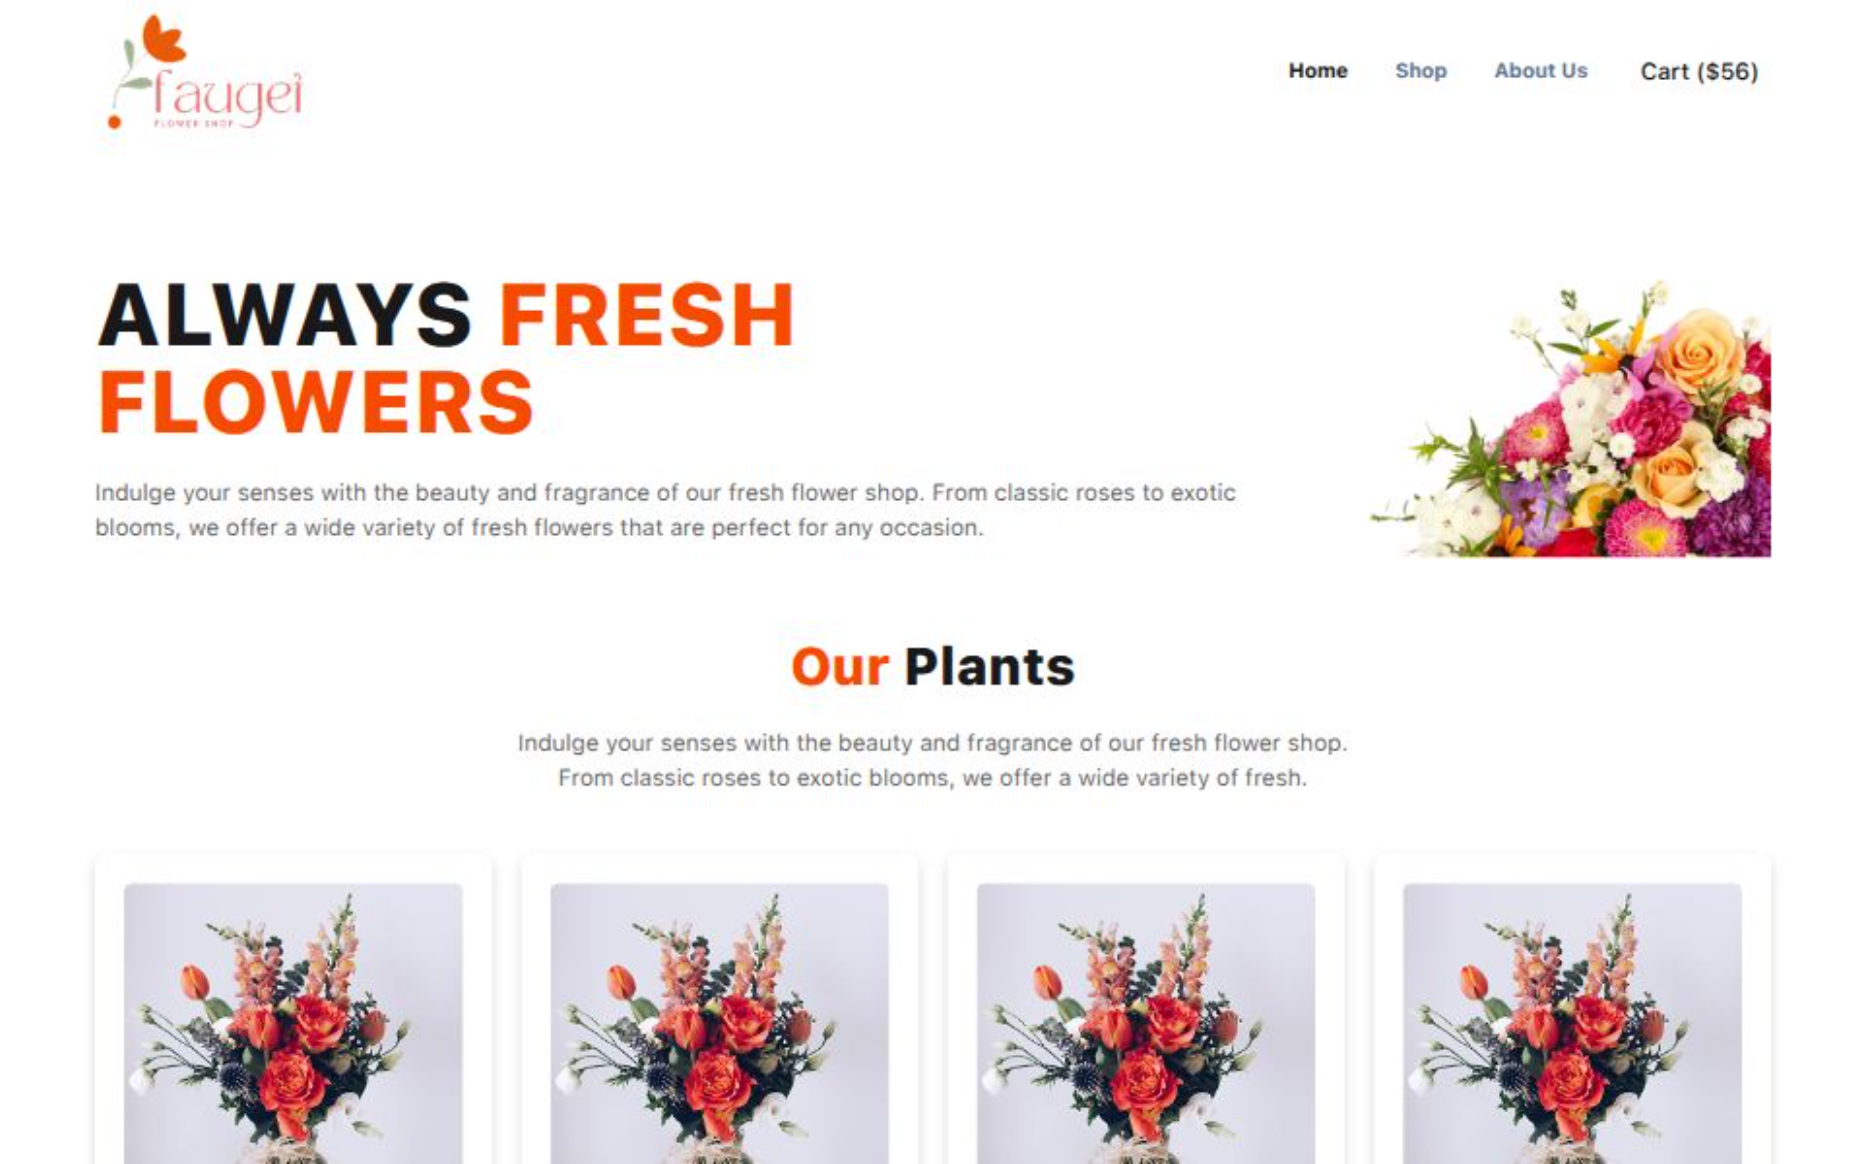 faugei
FLOWER SHOP
Home Shop About Us Cart ($56)
ALWAYS FRESH
FLOWERS
Indulge your senses with the beauty and fragrance of our fresh flower shop. From classic roses to exotic
blooms, we offer a wide variety of fresh flowers that are perfect for any occasion.
Our Plants
Indulge your senses with the beauty and fragrance of our fresh flower shop.
From classic roses to exotic blooms, we offer a wide variety of fresh.